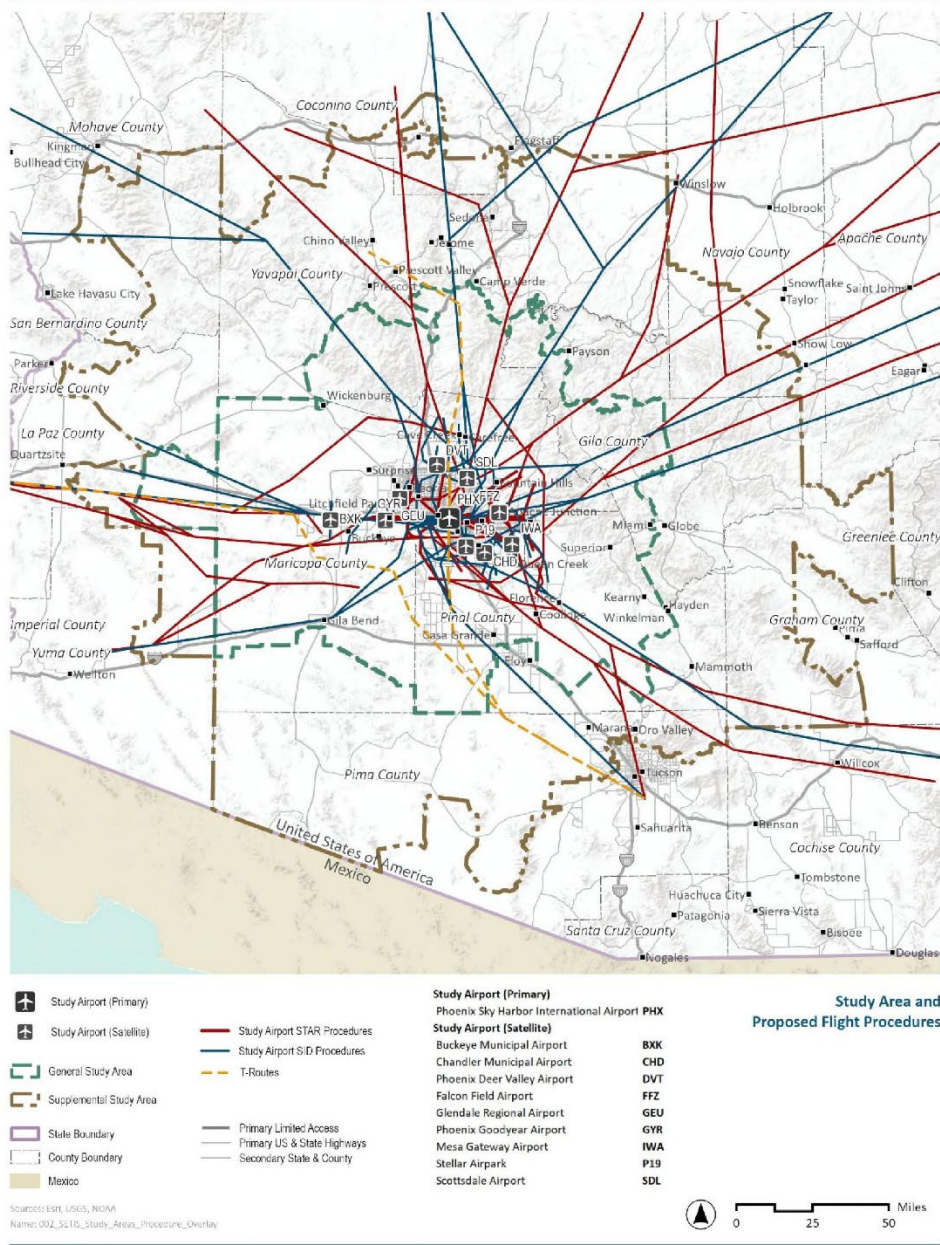 Coconino County
Mohave County
Kingman
Bullhead City
Flagstaff
Winslow
Holbrook
Sedona
Chino Valley
Jerome
Navajo County
Apache County
Yavapai County
Prescott Valley
Prescott
Camp Verde
Snowflake
Saint Johns
Taylor
Lake Havasu City
San Bernardino County
Show Low
Parker
Payson
Eagar
Riverside County
Wickenburg
La Paz County
Cave Creek
Carefree
Gila County
Quartzsite
DVT
SDL
Surprise
Fountain Hills
Litchfield Park
GYR
PHX
FFZ
BXK
GEU
Apache Junction
Miami
Globe
P19
IWA
Buckeye
Superior
Greenlee County
Maricopa County
CHD
Queen Creek
Clifton
Kearny
Hayden
Florence
Imperial County
Gila Bend
Pinal County
Coolidge
Winkelman
Graham County
Pima
Casa Grande
Safford
Yuma County
Eloy
Mammoth
Wellton
Marana
Oro Valley
Pima County
Tucson
Willcox
Sahuarita
Benson
United States of America
Mexico
Cochise County
Tombstone
Huachuca City
Sierra Vista
Patagonia
Santa Cruz County
Bisbee
Nogales
Douglas
Study Airport (Primary)
Study Airport (Satellite)
General Study Area
Supplemental Study Area
State Boundary
County Boundary
Mexico
Study Airport STAR Procedures
Study Airport SID Procedures
T-Routes
Primary Limited Access
Primary US & State Highways
Secondary State & County
Study Airport (Primary)
Phoenix Sky Harbor International Airport PHX
Study Airport (Satellite)
Buckeye Municipal Airport BXK
Chandler Municipal Airport CHD
Phoenix Deer Valley Airport DVT
Falcon Field Airport FFZ
Glendale Regional Airport GEU
Phoenix Goodyear Airport GYR
Mesa Gateway Airport IWA
Stellar Airpark P19
Scottsdale Airport SDL
Study Area and
Proposed Flight Procedures
Miles
0 25 50
Sources: Esri, USGS, NOAA
Name: 002_SETIS_Study_Areas_Procedure_Overlay